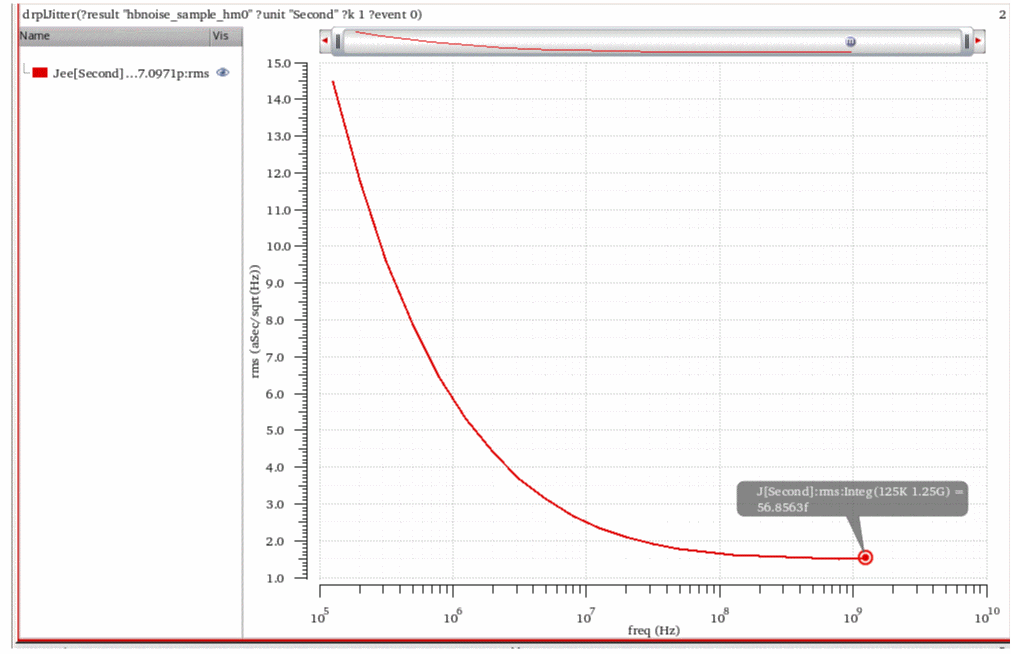 drplJitter(?result "hbnoise_sample_hm0" ?unit "Second" ?k 1 ?event 0)
2
Name
Vis
Jee[Second] ...7.0971p:rms
15.0
14.0
13.0
12.0
11.0
10.0
9.0
8.0
7.0
6.0
5.0
4.0
3.0
2.0
1.0
rms (aSec/sqrt(Hz))
J[Second]:rms:Integ(125K 1.25G) =
56.8563f
10^5
10^6
10^7
10^8
10^9
10^10
freq (Hz)